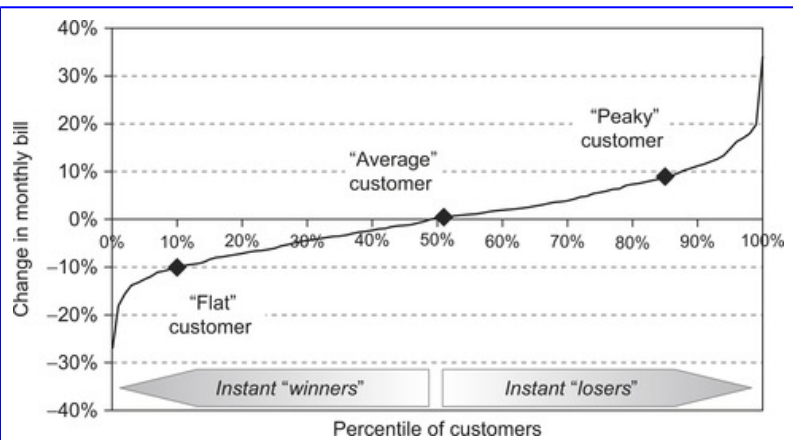 40%
30%
20%
10%
0%
–10%
–20%
–30%
–40%
Change in monthly bill
"Peaky"
customer
"Average"
customer
0% 10% 20% 30% 40% 50% 60% 70% 80% 90% 100%
"Flat"
customer
Instant "winners" Instant "losers"
Percentile of customers